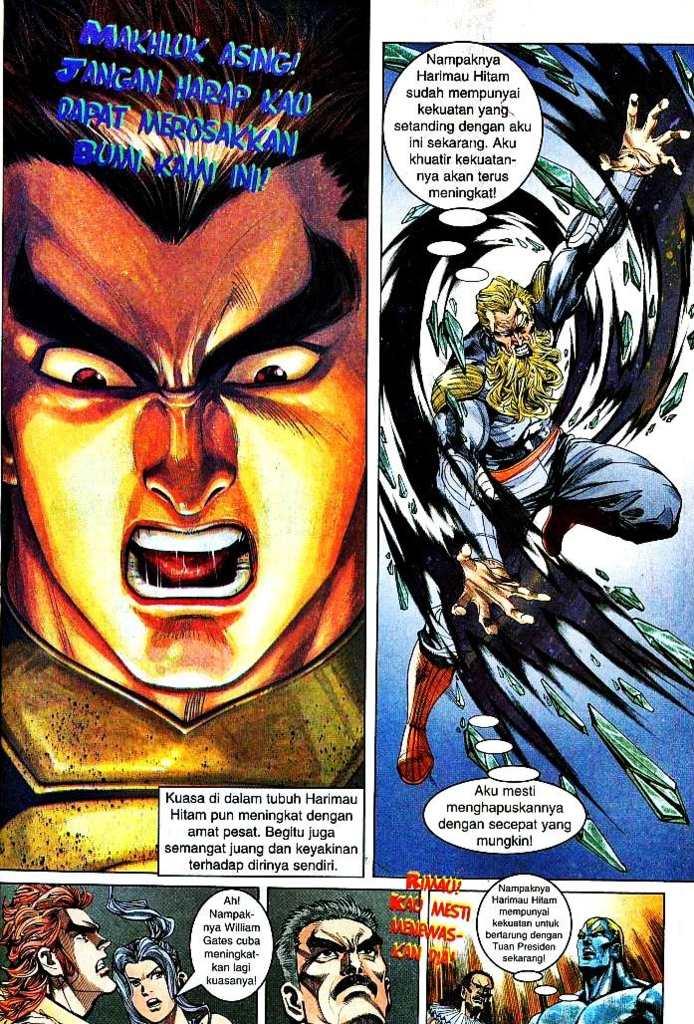 MAKHLUK ASING!
JANGAN HARAP KAU
DAPAT MEROSAKKAN
BUMI KAMI INI!
Nampaknya
Harimau Hitam
sudah mempunyai
kekuatan yang
setanding dengan aku
ini sekarang. Aku
khuatir kekuatan-
nya akan terus
meningkat!
Aku mesti
menghapuskannya
dengan secepat yang
mungkin!
Kuasa di dalam tubuh Harimau
Hitam pun meningkat dengan
amat pesat. Begitu juga
semangat juang dan keyakinan
terhadap dirinya sendiri.
Ah!
Nampak-
nya William
Gates cuba
meningkat-
kan lagi
kuasanya!
RIMAU!
KAU MESTI
MENEWAS-
KAN DIA!
Nampaknya
Harimau Hitam
mempunyai
kekuatan untuk
bertarung dengan
Tuan Presiden
sekarang!